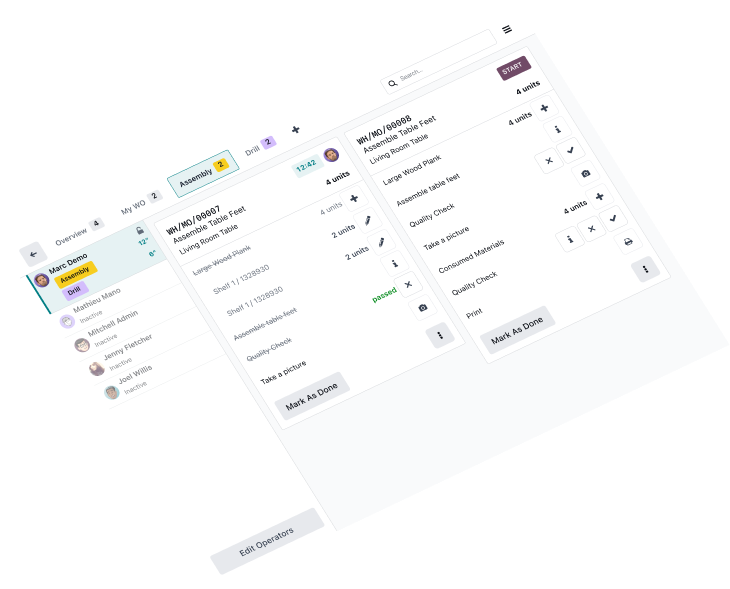 Search...
Overview 4
My WO 2
Assembly 2
Drill 2
Marc Demo
Assembly
Drill
12"
6"
Mathieu Mano
Inactive
Mitchell Admin
Inactive
Jenny Fletcher
Inactive
Joel Willis
Inactive
Edit Operators
WH/MO/00007
Assemble Table Feet
Living Room Table
12:42
4 units
Large Wood Plank 4 units
Shelf 1/ 1328930 2 units
Shelf 1/ 1328930 2 units
Assemble table feet
Quality Check passed
Take a picture
Mark As Done
WH/MO/00008
Assemble Table Feet
Living Room Table
START
4 units
Large Wood Plank 4 units
Assemble table feet
Quality Check
Take a picture
Consumed Materials 4 units
Quality Check
Print
Mark As Done